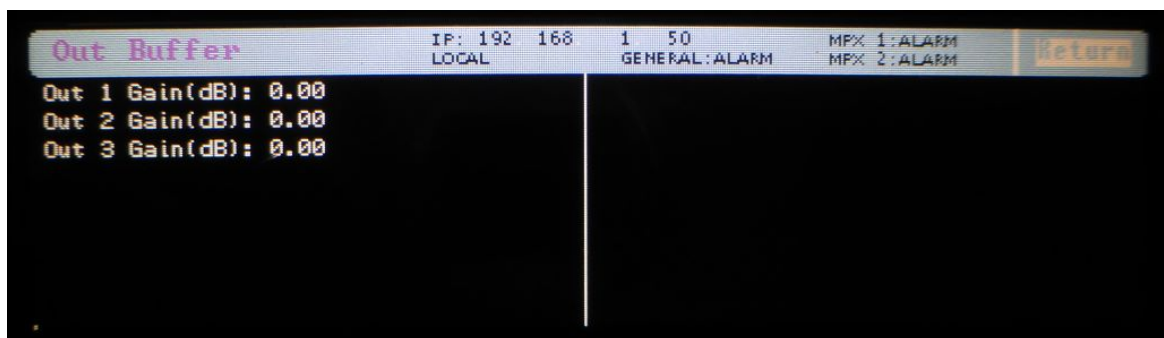 Out Buffer
IP: 192 168 1 50
LOCAL
GENERAL:ALARM
MPX 1:ALARM
MPX 2:ALARM
Return
Out 1 Gain(dB): 0.00
Out 2 Gain(dB): 0.00
Out 3 Gain(dB): 0.00